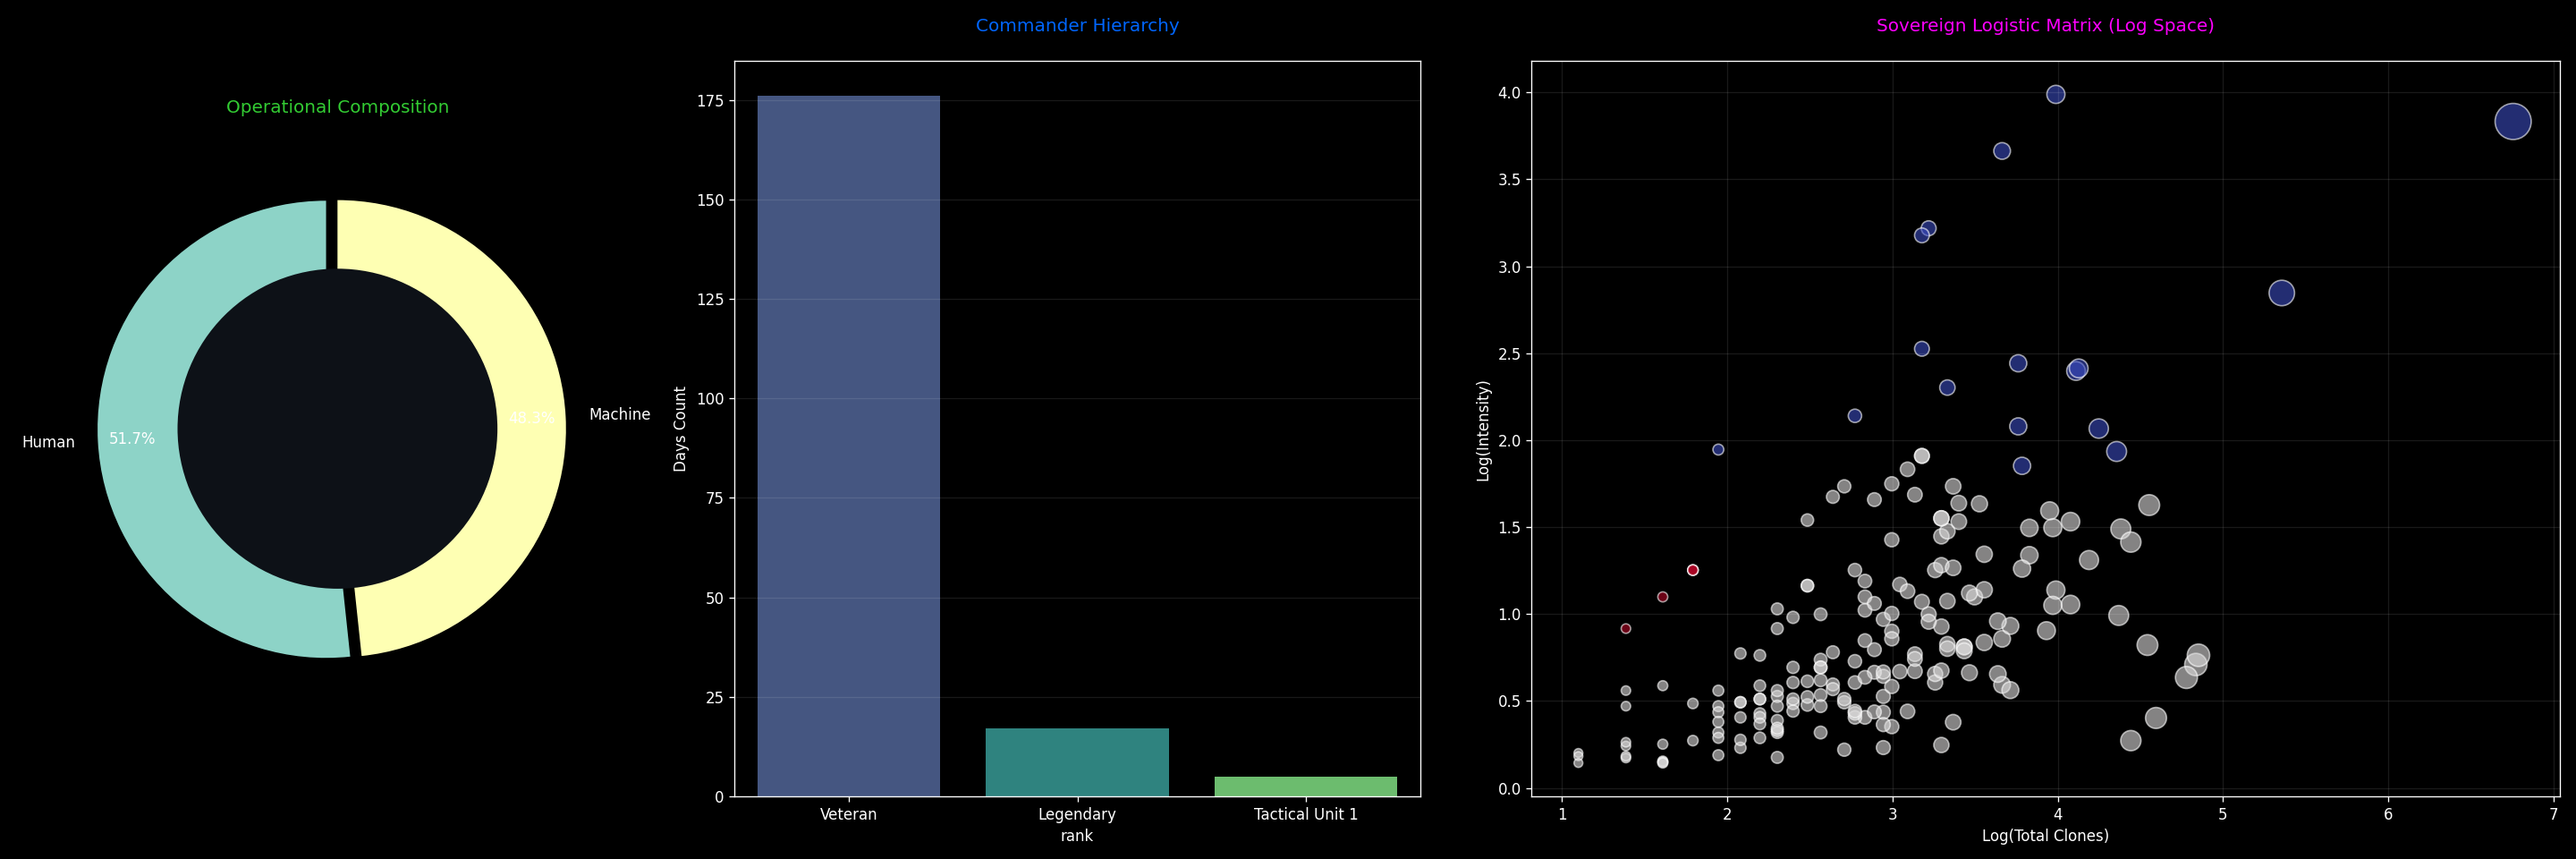 Operational Composition
Human
51.7%
48.3%
Machine
Commander Hierarchy
Days Count
175
150
125
100
75
50
25
0
Veteran
Legendary
Tactical Unit 1
rank
Sovereign Logistic Matrix (Log Space)
Log(Intensity)
4.0
3.5
3.0
2.5
2.0
1.5
1.0
0.5
0.0
1
2
3
4
5
6
7
Log(Total Clones)